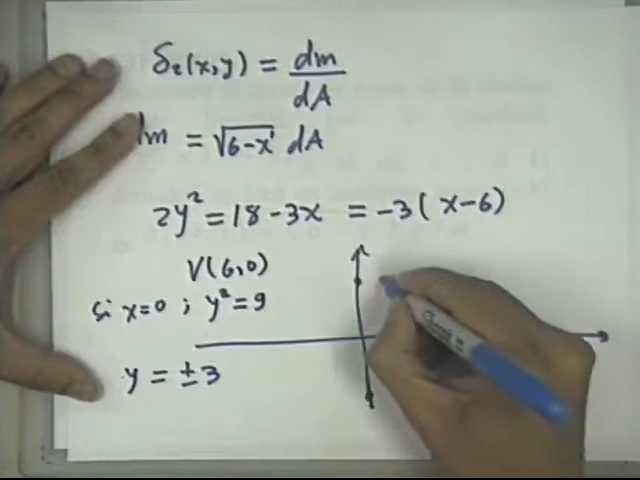 δ₂(x,y) = dm/dA
dm = √(6-x) dA
2y² = 18 - 3x = -3(x-6)
V(6,0)
si x=0 ; y² = 9
y = ±3